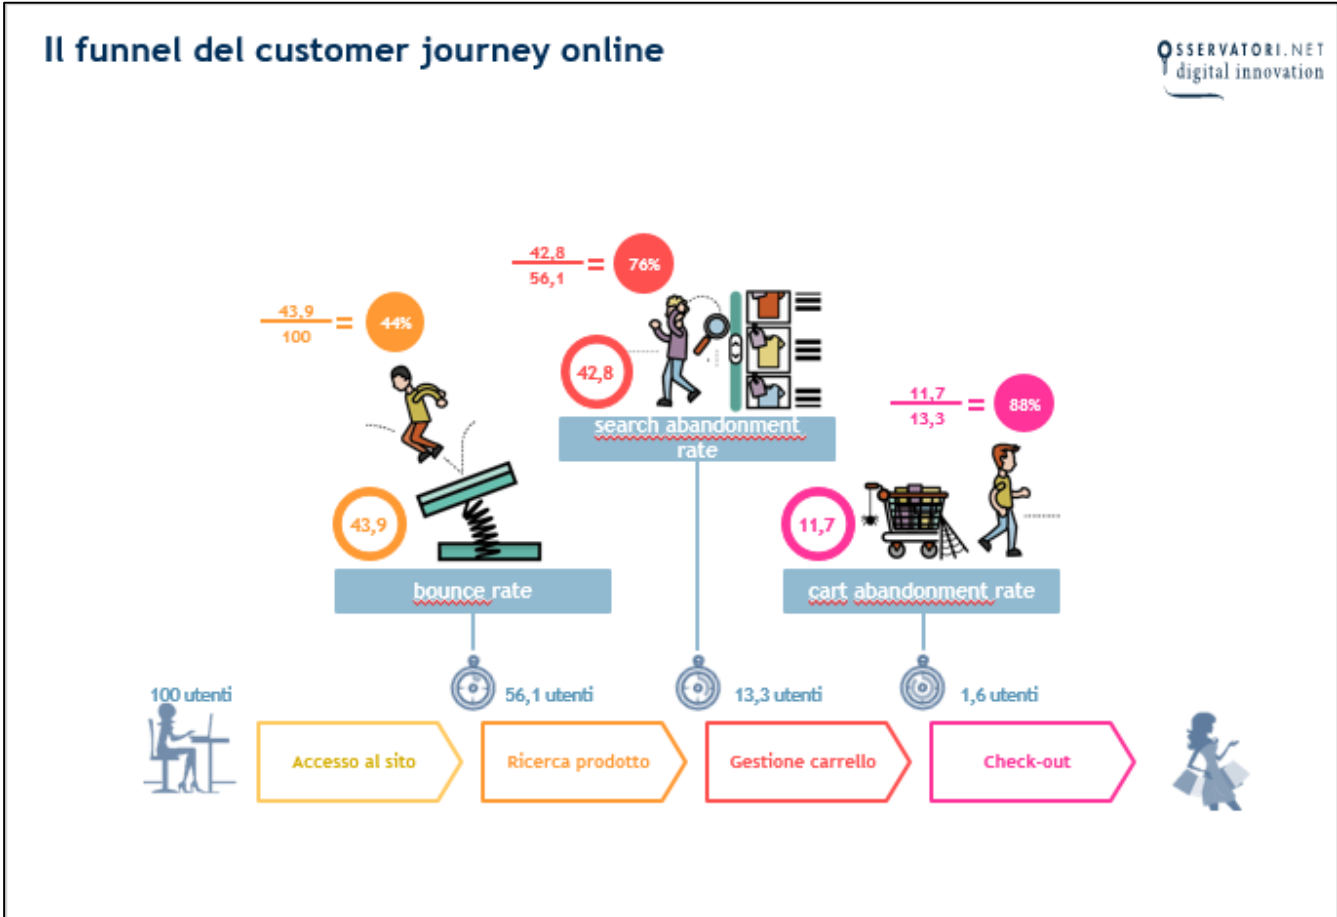 Il funnel del customer journey online
OSSERVATORI.NET
digital innovation
42,8
56,1
=
76%
43,9
100
=
44%
42,8
search abandonment
rate
11,7
13,3
=
88%
43,9
bounce rate
11,7
cart abandonment rate
100 utenti
56,1 utenti
13,3 utenti
1,6 utenti
Accesso al sito
Ricerca prodotto
Gestione carrello
Check-out